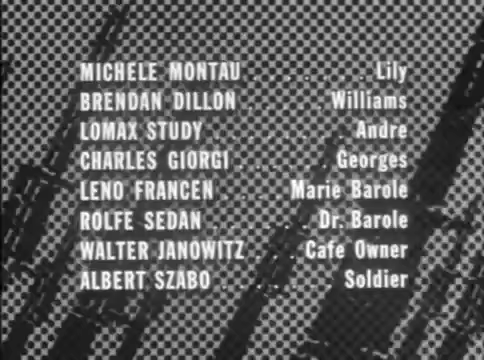 MICHELE MONTAU . . . . . . . Lily
BRENDAN DILLON . . . . . Williams
LOMAX STUDY . . . . . . . . Andre
CHARLES GIORGI . . . . . Georges
LENO FRANCEN . . . . Marie Barole
ROLFE SEDAN . . . . . . Dr. Barole
WALTER JANOWITZ . . . Cafe Owner
ALBERT SZABO . . . . . . . Soldier